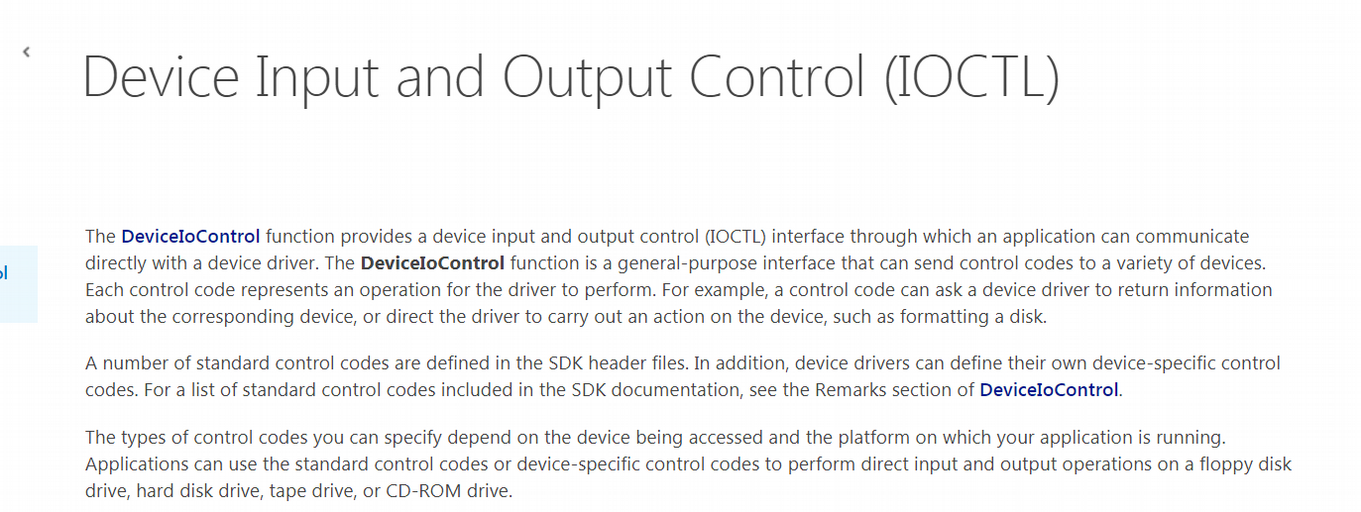 Device Input and Output Control (IOCTL)
The DeviceIoControl function provides a device input and output control (IOCTL) interface through which an application can communicate
directly with a device driver. The DeviceIoControl function is a general-purpose interface that can send control codes to a variety of devices.
Each control code represents an operation for the driver to perform. For example, a control code can ask a device driver to return information
about the corresponding device, or direct the driver to carry out an action on the device, such as formatting a disk.
A number of standard control codes are defined in the SDK header files. In addition, device drivers can define their own device-specific control
codes. For a list of standard control codes included in the SDK documentation, see the Remarks section of DeviceIoControl.
The types of control codes you can specify depend on the device being accessed and the platform on which your application is running.
Applications can use the standard control codes or device-specific control codes to perform direct input and output operations on a floppy disk
drive, hard disk drive, tape drive, or CD-ROM drive.